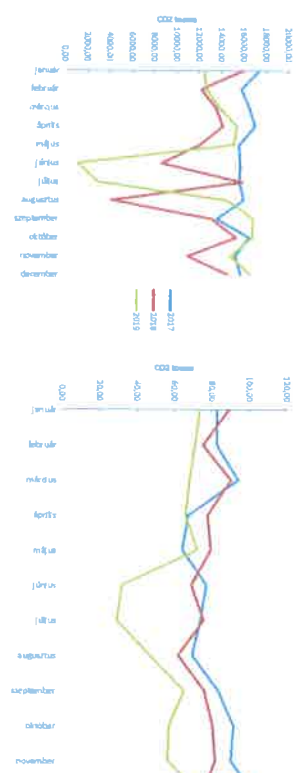 CO2 tonna
0,00
2000,00
4000,00
6000,00
8000,00
10000,00
12000,00
14000,00
16000,00
18000,00
január
február
március
április
május
június
július
augusztus
szeptember
október
november
december
2019
2018
2017
CO2 tonna
0,00
20,00
40,00
60,00
80,00
100,00
120,00
január
február
március
április
május
június
július
augusztus
szeptember
október
november